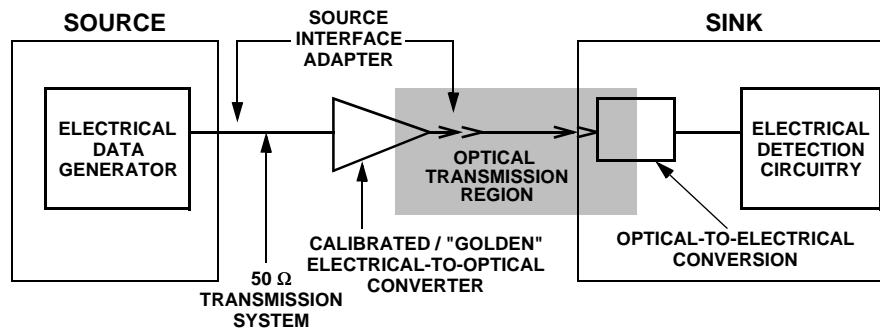 SOURCE
SOURCE
INTERFACE
ADAPTER
SINK
ELECTRICAL
DATA
GENERATOR
OPTICAL
TRANSMISSION
REGION
ELECTRICAL
DETECTION
CIRCUITRY
CALIBRATED / "GOLDEN"
ELECTRICAL-TO-OPTICAL
CONVERTER
OPTICAL-TO-ELECTRICAL
CONVERSION
50 Ω
TRANSMISSION
SYSTEM